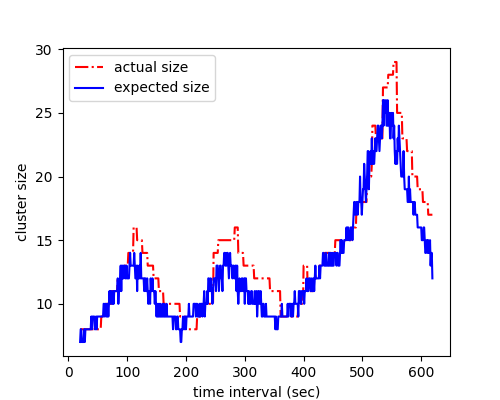 actual size
expected size
30
25
20
15
10
cluster size
0 100 200 300 400 500 600
time interval (sec)